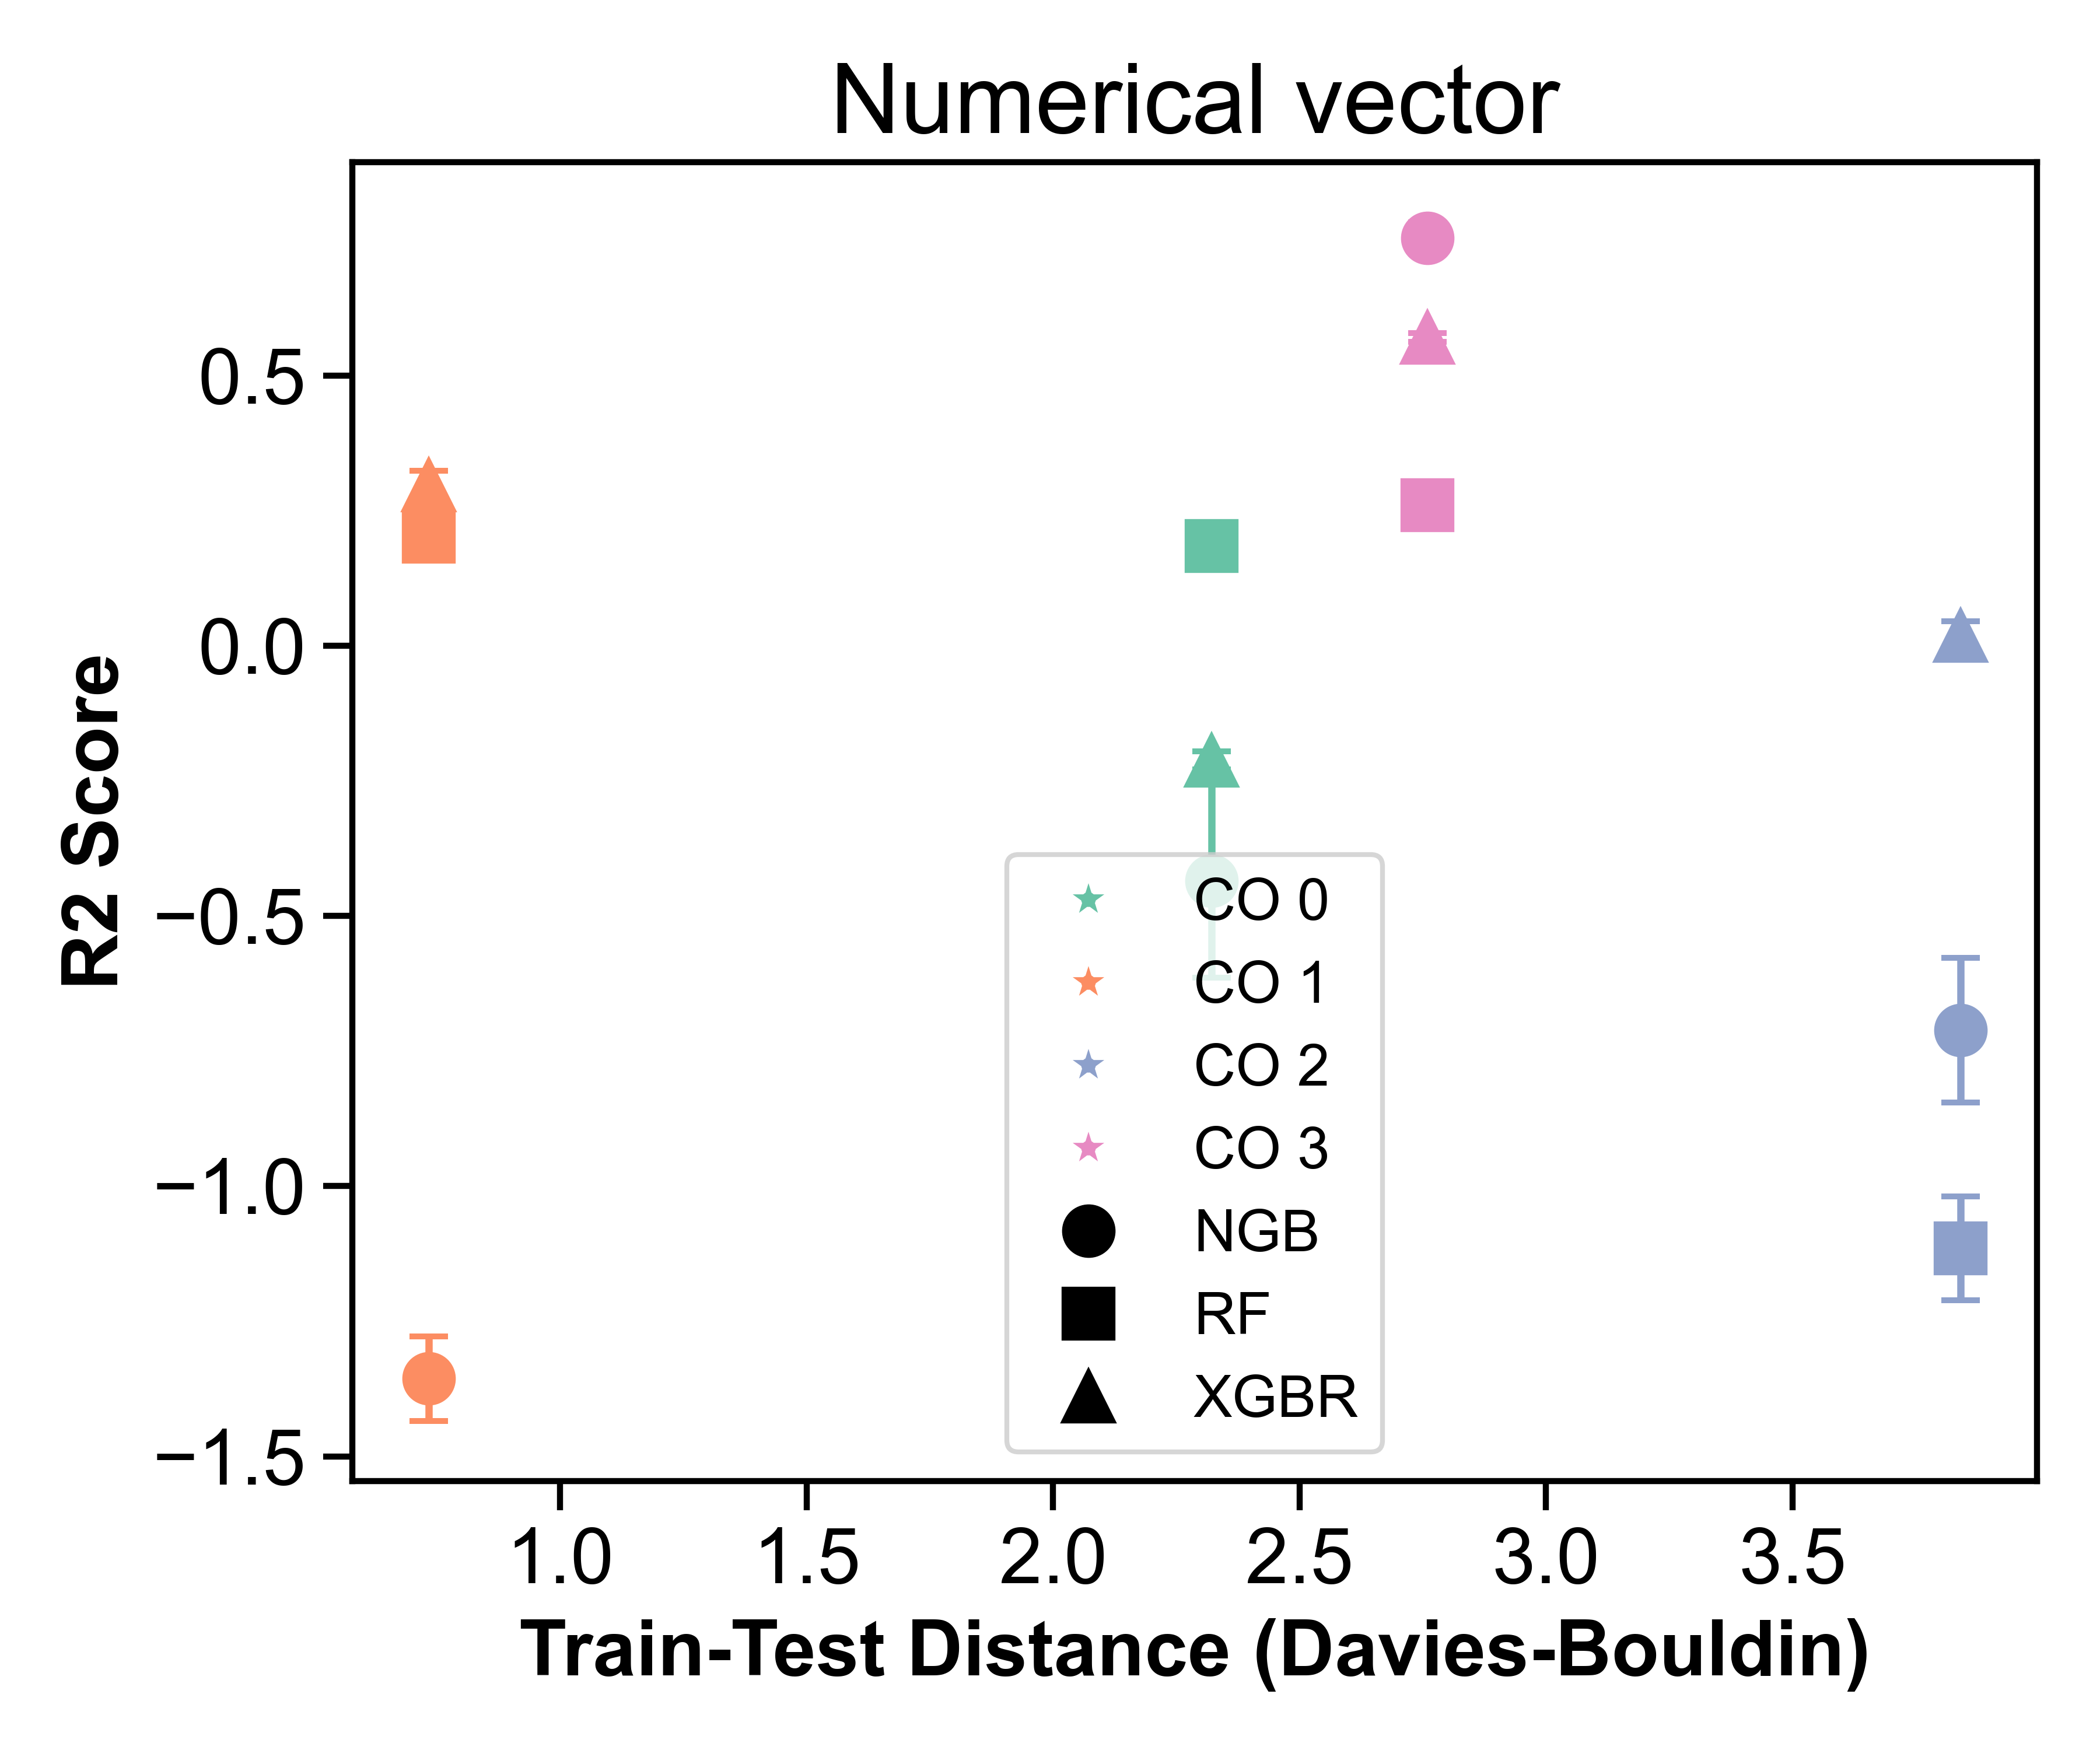 Numerical vector
R2 Score
0.5
0.0
−0.5
−1.0
−1.5
CO 0
CO 1
CO 2
CO 3
NGB
RF
XGBR
1.0 1.5 2.0 2.5 3.0 3.5
Train-Test Distance (Davies-Bouldin)